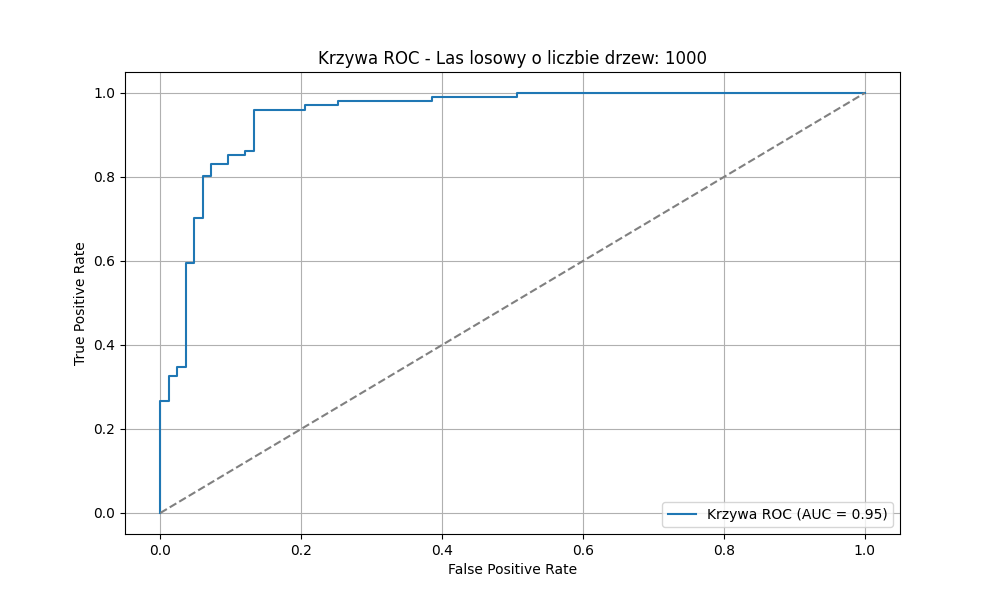 Krzywa ROC - Las losowy o liczbie drzew: 1000
1.0
0.8
0.6
0.4
0.2
0.0
True Positive Rate
Krzywa ROC (AUC = 0.95)
0.0 0.2 0.4 0.6 0.8 1.0
False Positive Rate